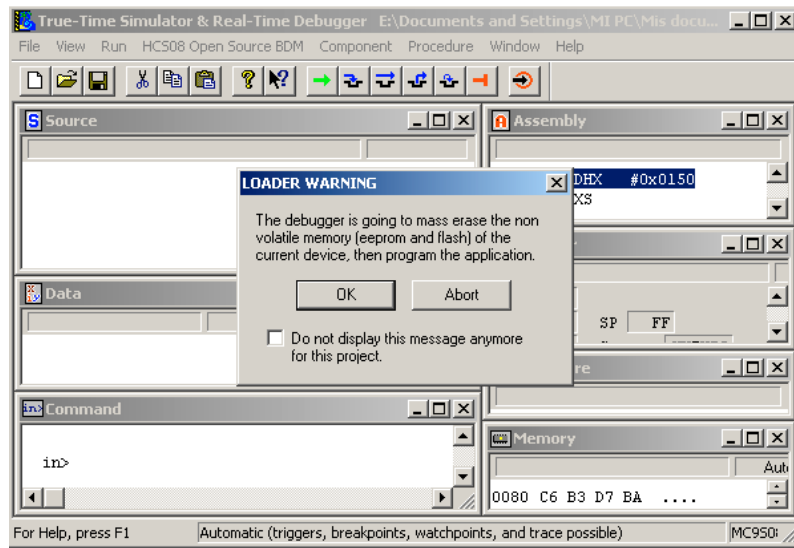 True-Time Simulator & Real-Time Debugger E:\Documents and Settings\MI PC\Mis docu...
File View Run HCS08 Open Source BDM Component Procedure Window Help
Source
Assembly
DHX #0x0150
XS
LOADER WARNING
The debugger is going to mass erase the non
volatile memory (eeprom and flash) of the
current device, then program the application.
OK Abort
Do not display this message anymore
for this project.
Data
SP FF
re
Command
in>
Memory
Aut
0080 C6 B3 D7 BA ....
For Help, press F1
Automatic (triggers, breakpoints, watchpoints, and trace possible)
MC9S0